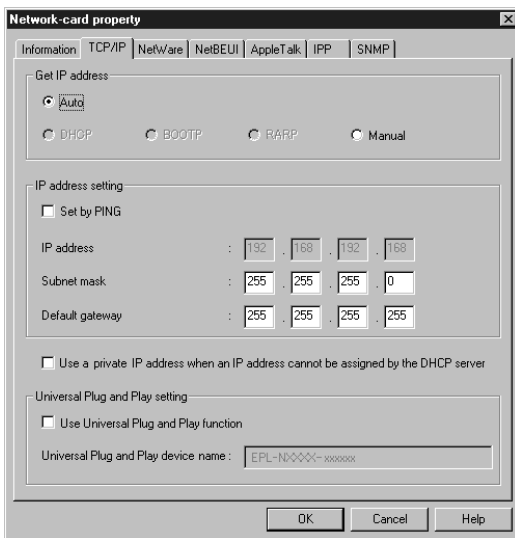 Network-card property
Information TCP/IP NetWare NetBEUI AppleTalk IPP SNMP
Get IP address
Auto
DHCP BOOTP RARP Manual
IP address setting
Set by PING
IP address : 192 . 168 . 192 . 168
Subnet mask : 255 . 255 . 255 . 0
Default gateway : 255 . 255 . 255 . 255
Use a private IP address when an IP address cannot be assigned by the DHCP server
Universal Plug and Play setting
Use Universal Plug and Play function
Universal Plug and Play device name : EPL-NXXXX-xxxxxx
OK Cancel Help